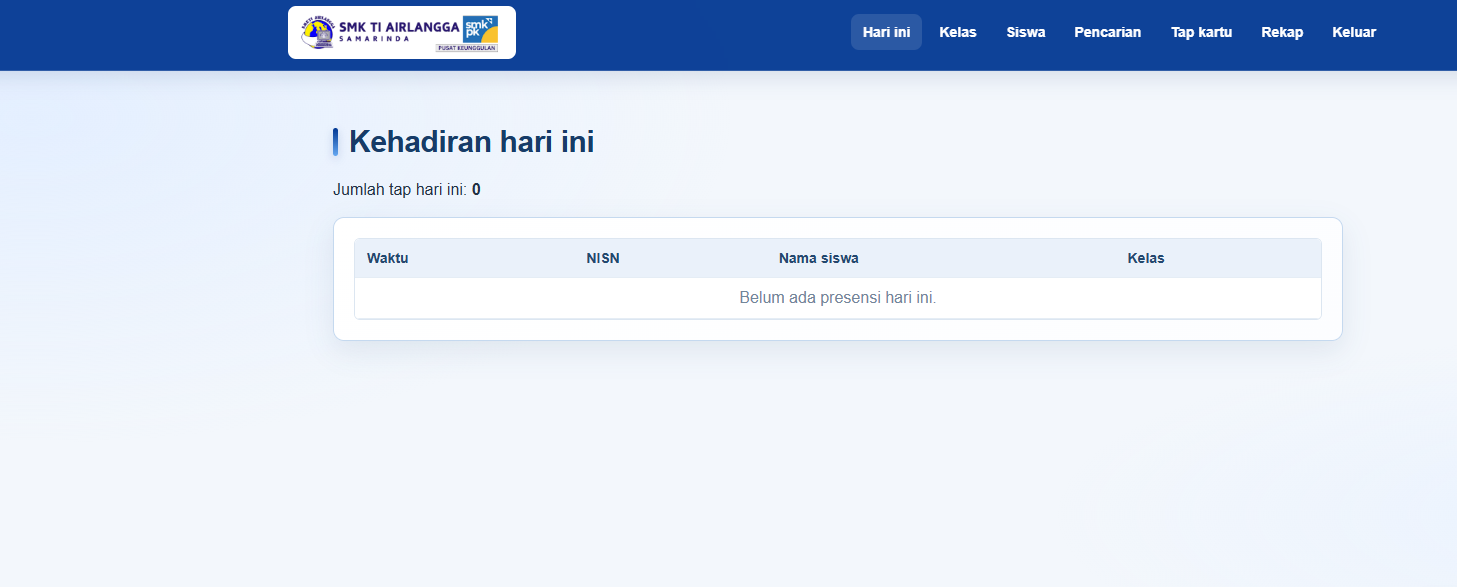 SMK TI AIRLANGGA
SAMARINDA
smk pk
PUSAT KEUNGGULAN
Hari ini Kelas Siswa Pencarian Tap kartu Rekap Keluar
Kehadiran hari ini
Jumlah tap hari ini: 0
Waktu NISN Nama siswa Kelas
Belum ada presensi hari ini.